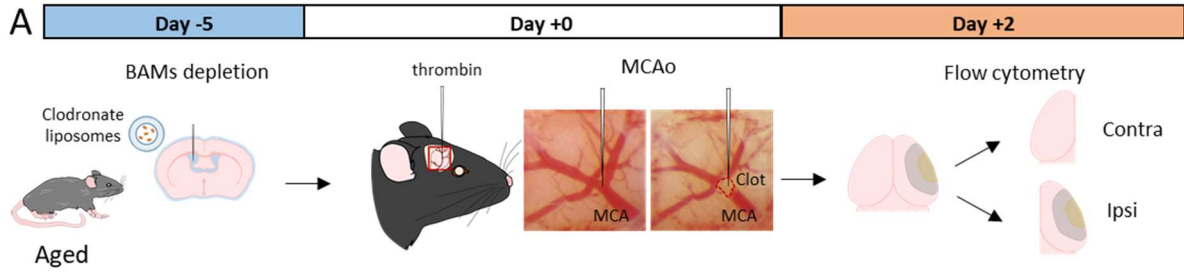 A
Day -5
Day +0
Day +2
BAMs depletion
Clodronate
liposomes
Aged
thrombin
MCAo
MCA
Clot
MCA
Flow cytometry
Contra
Ipsi